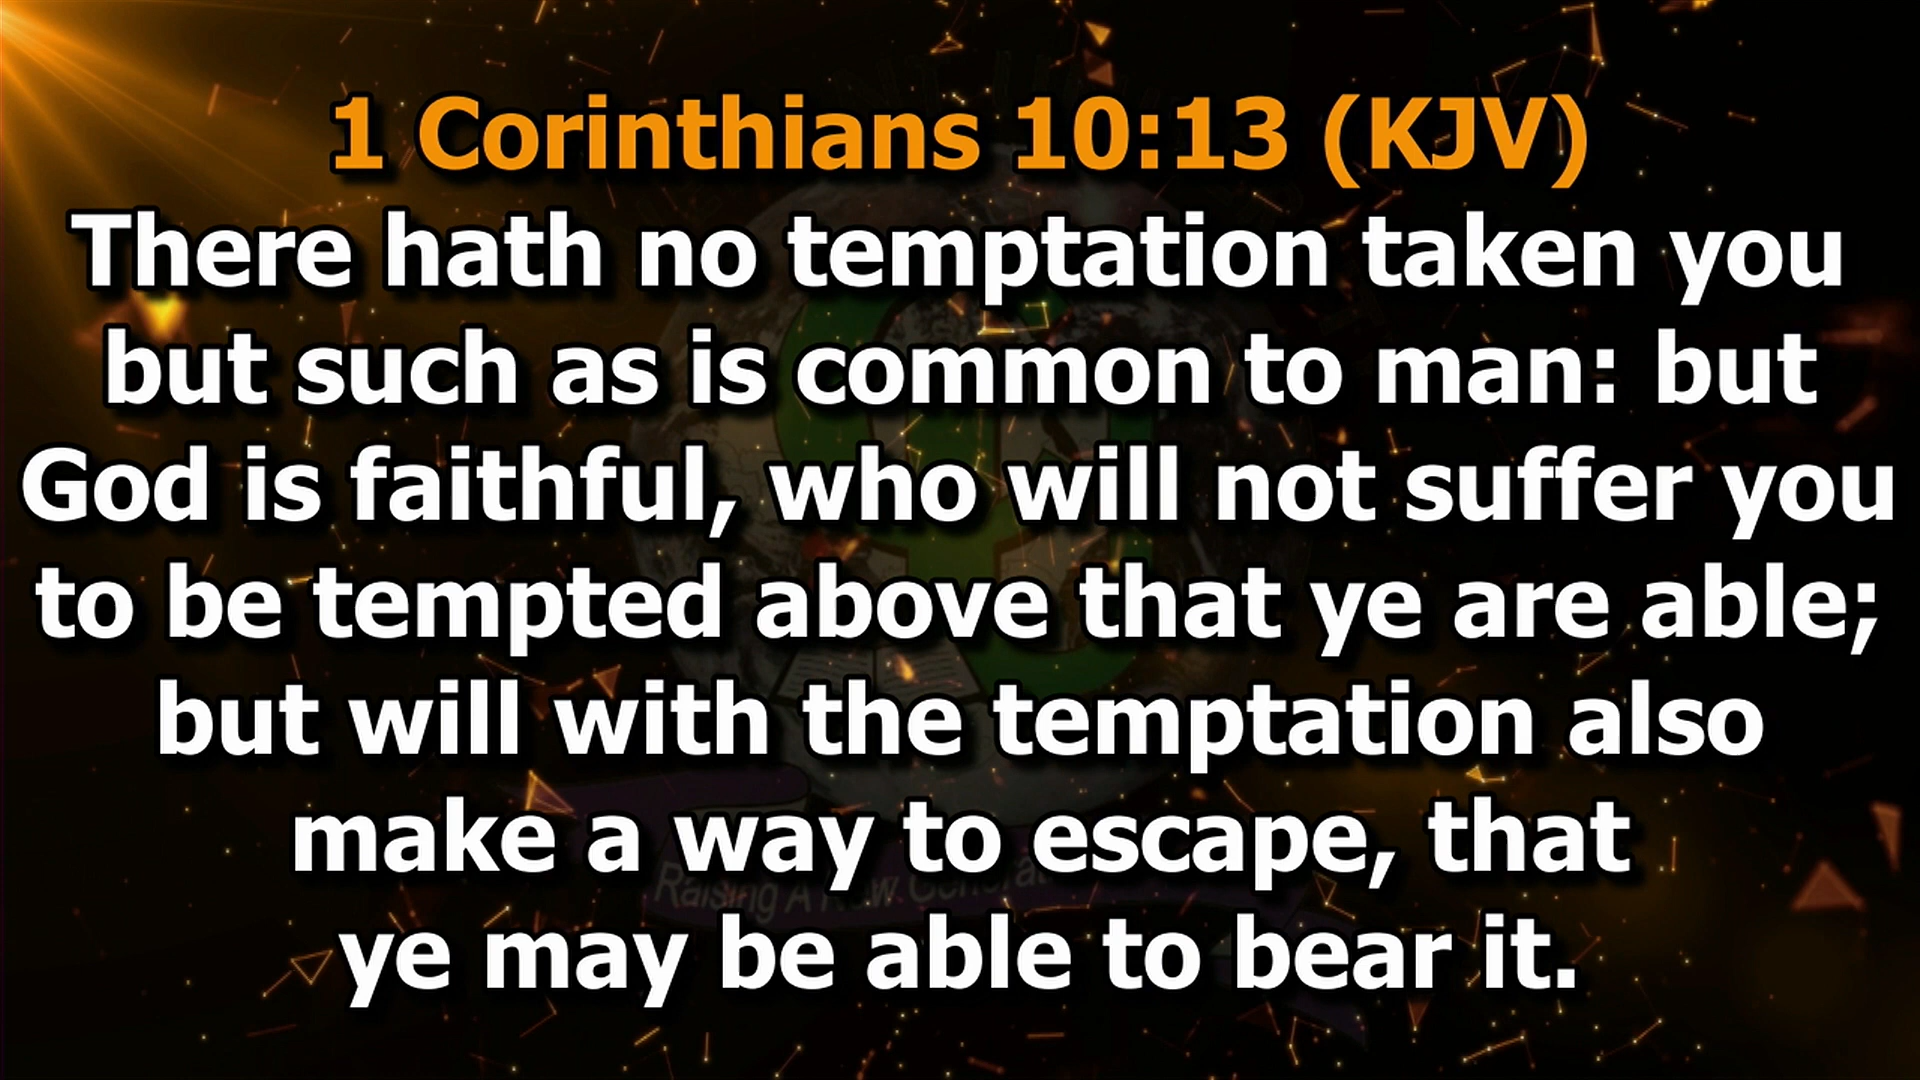 1 Corinthians 10:13 (KJV)
There hath no temptation taken you
but such as is common to man: but
God is faithful, who will not suffer you
to be tempted above that ye are able;
but will with the temptation also
make a way to escape, that
Raising A New
ye may be able to bear it.